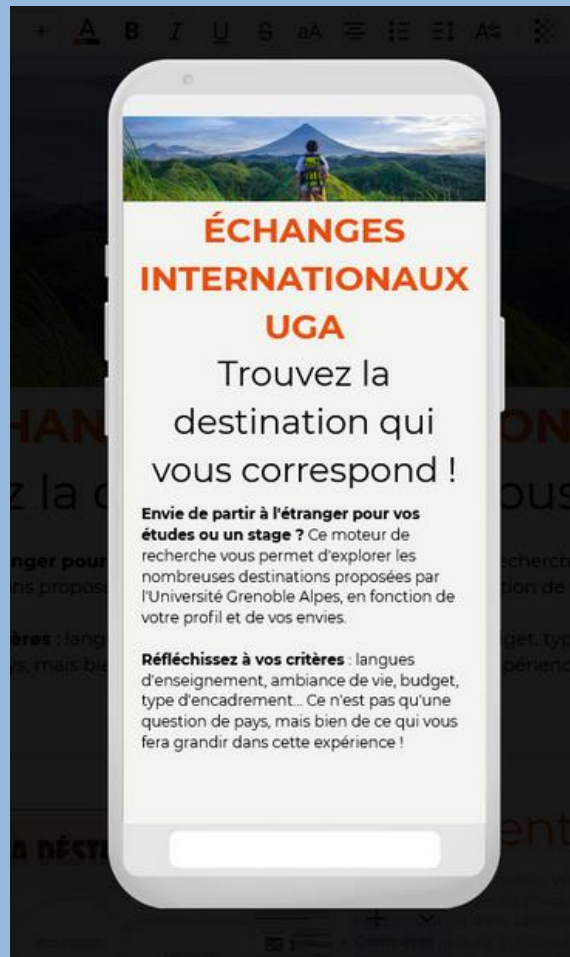 A B I U S aA
ÉCHANGES
INTERNATIONAUX
UGA
Trouvez la
destination qui
vous correspond !
Envie de partir à l'étranger pour vos
études ou un stage ? Ce moteur de
recherche vous permet d'explorer les
nombreuses destinations proposées par
l'Université Grenoble Alpes, en fonction de
votre profil et de vos envies.
Réfléchissez à vos critères : langues
d'enseignement, ambiance de vie, budget,
type d'encadrement... Ce n'est pas qu'une
question de pays, mais bien de ce qui vous
fera grandir dans cette expérience !